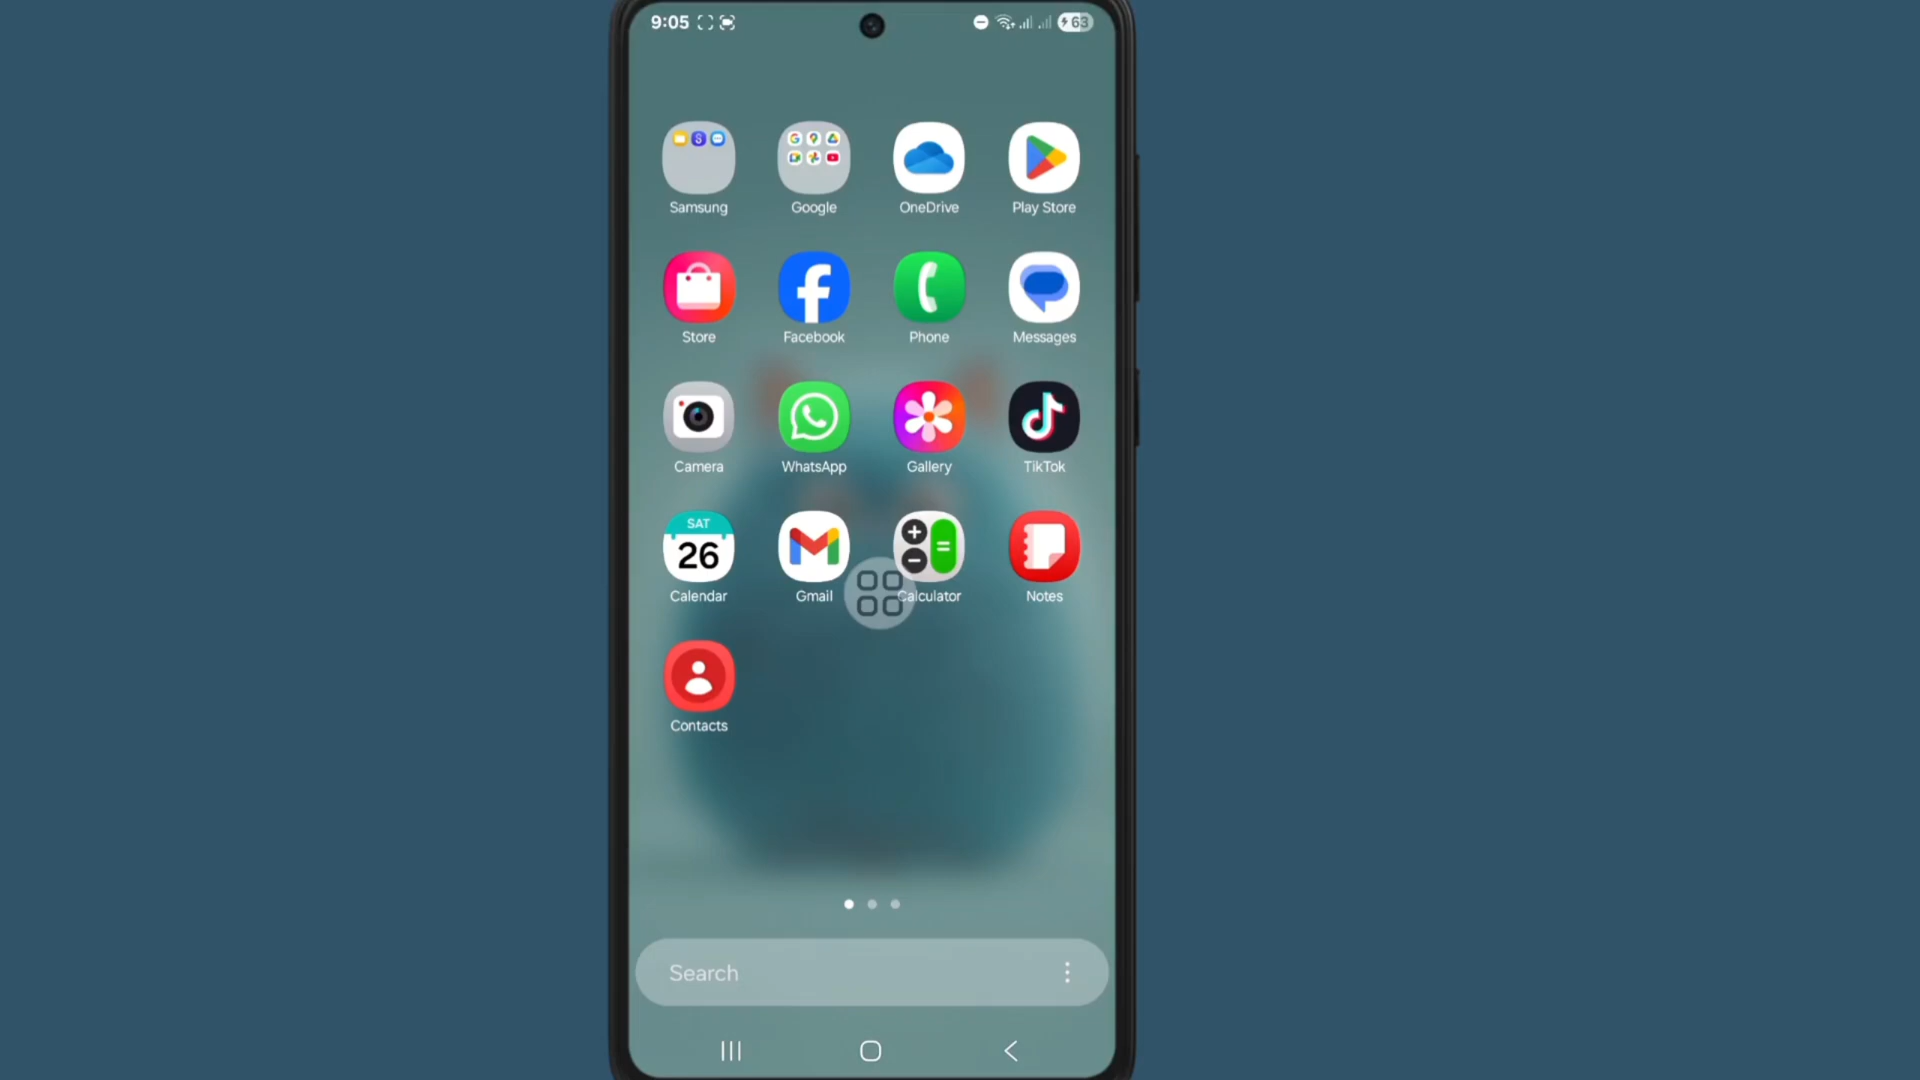 9:05
63
Samsung Google OneDrive Play Store
Store Facebook Phone Messages
Camera WhatsApp Gallery TikTok
SAT
26
Calendar Gmail Calculator Notes
Contacts
Search